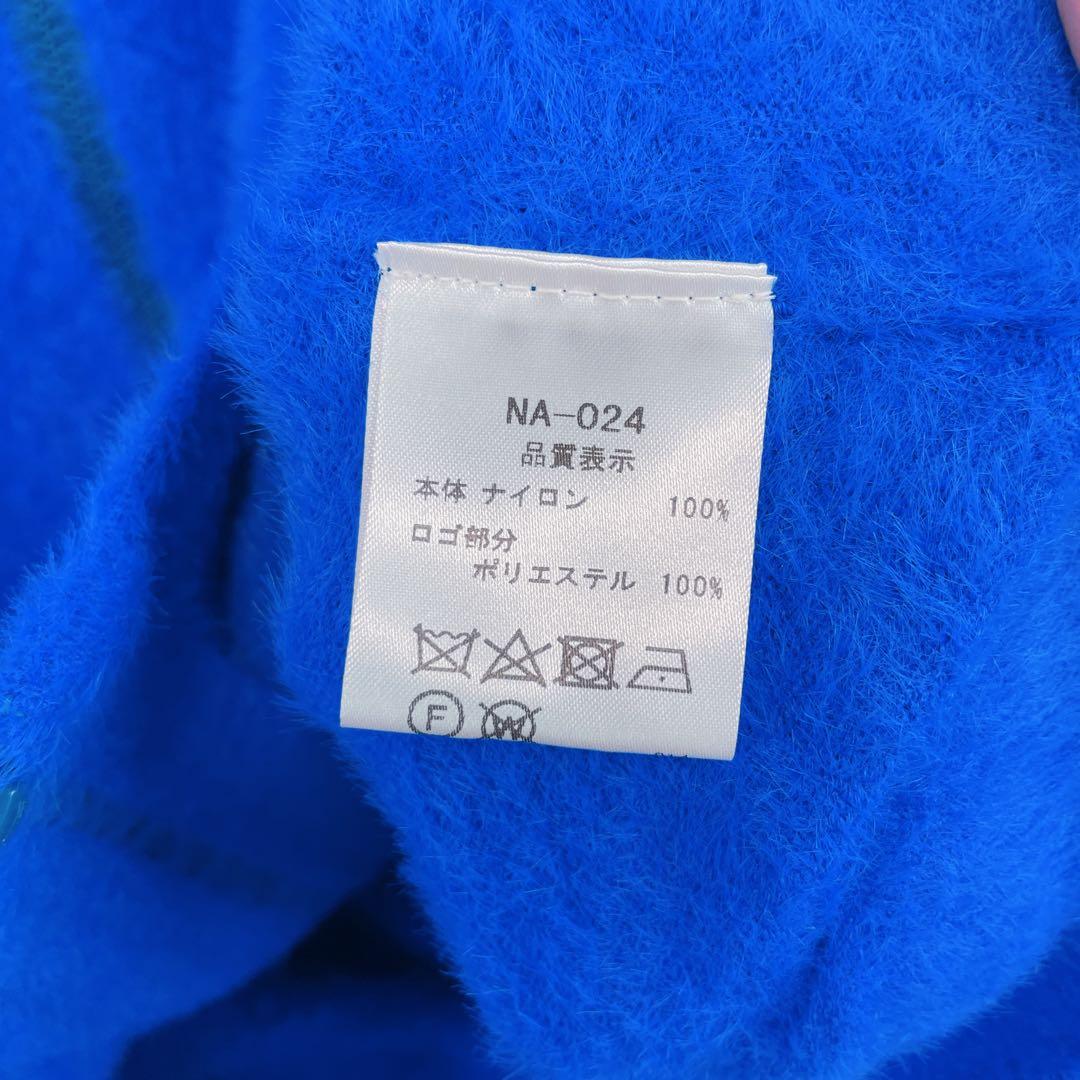 NA-024
品質表示
本体 ナイロン 100%
ロゴ部分
ポリエステル 100%
F W